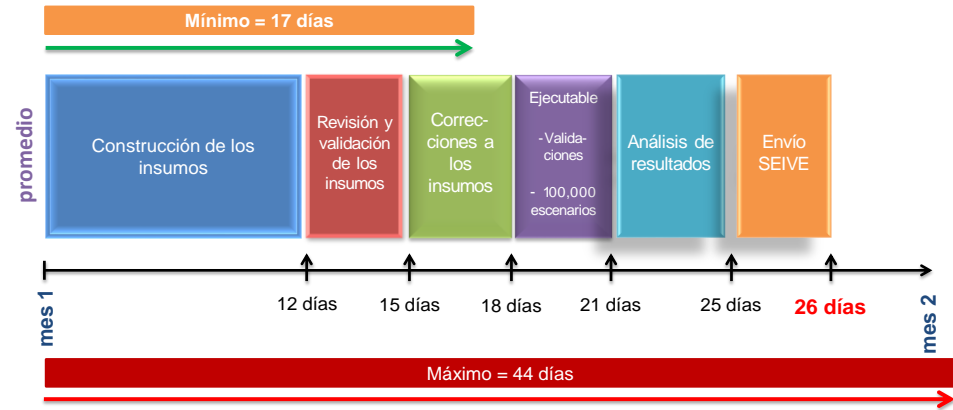 Mínimo = 17 días
promedio
Construcción de los
insumos
Revisión y
validación
de los
insumos
Correc-
ciones a
los
insumos
Ejecutable
-Valida-
ciones
- 100,000
escenarios
Análisis de
resultados
Envío
SEIVE
mes 1
12 días
15 días
18 días
21 días
25 días
26 días
mes 2
Máximo = 44 días